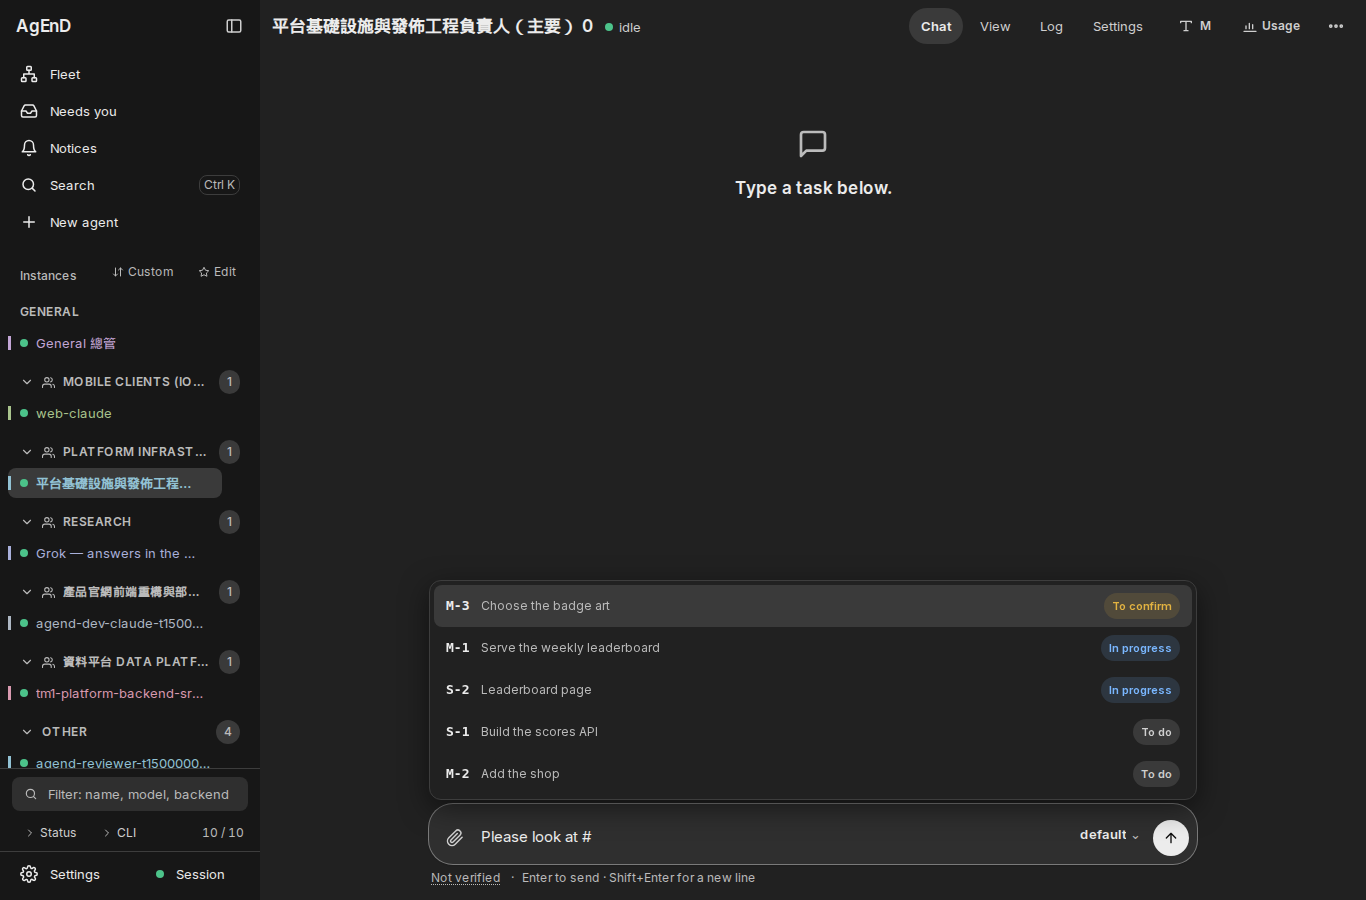 AgEnD
Fleet
Needs you
Notices
Search Ctrl K
New agent
Instances Custom Edit
GENERAL
General 總管
MOBILE CLIENTS (IO... 1
web-claude
PLATFORM INFRAST... 1
平台基礎設施與發佈工程...
RESEARCH 1
Grok — answers in the ...
產品官網前端重構與部... 1
agend-dev-claude-t1500...
資料平台 DATA PLATF... 1
tm1-platform-backend-sr...
OTHER 4
agend-reviewer-t1500000...
Filter: name, model, backend
Status CLI 10 / 10
Settings Session
平台基礎設施與發佈工程負責人（主要）0 idle
Chat View Log Settings M Usage
Type a task below.
M-3 Choose the badge art To confirm
M-1 Serve the weekly leaderboard In progress
S-2 Leaderboard page In progress
S-1 Build the scores API To do
M-2 Add the shop To do
Please look at # default
Not verified · Enter to send · Shift+Enter for a new line